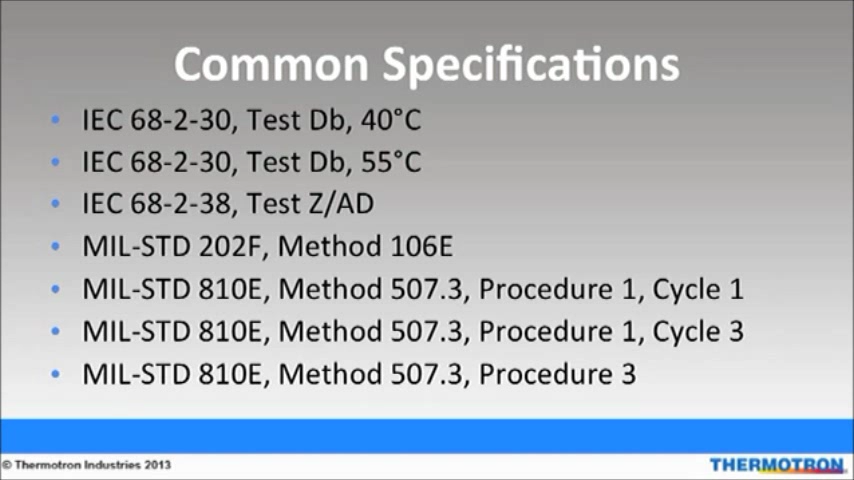 Common Specifications
• IEC 68-2-30, Test Db, 40°C
• IEC 68-2-30, Test Db, 55°C
• IEC 68-2-38, Test Z/AD
• MIL-STD 202F, Method 106E
• MIL-STD 810E, Method 507.3, Procedure 1, Cycle 1
• MIL-STD 810E, Method 507.3, Procedure 1, Cycle 3
• MIL-STD 810E, Method 507.3, Procedure 3
© Thermotron Industries 2013
THERMOTRON